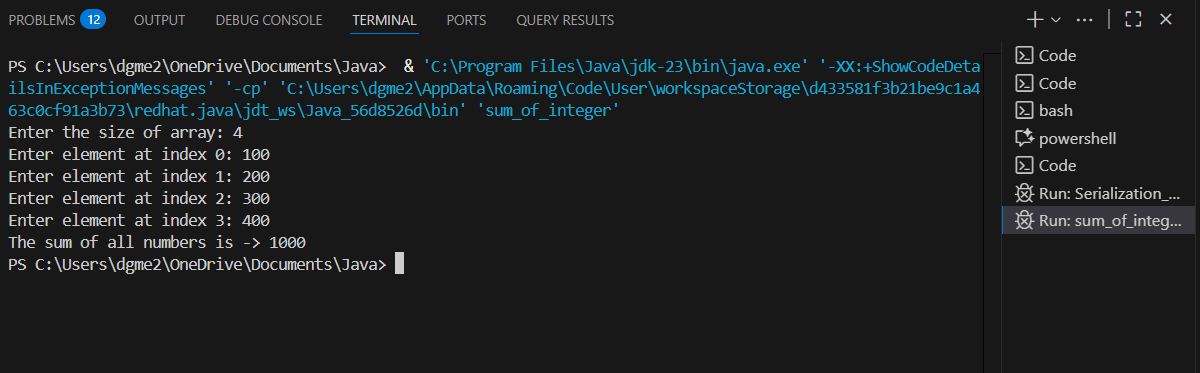 PROBLEMS 12 OUTPUT DEBUG CONSOLE TERMINAL PORTS QUERY RESULTS
PS C:\Users\dgme2\OneDrive\Documents\Java>  & 'C:\Program Files\Java\jdk-23\bin\java.exe' '-XX:+ShowCodeDeta
ilsInExceptionMessages' '-cp' 'C:\Users\dgme2\AppData\Roaming\Code\User\workspaceStorage\d433581f3b21be9c1a4
63c0cf91a3b73\redhat.java\jdt_ws\Java_56d8526d\bin' 'sum_of_integer'
Enter the size of array: 4
Enter element at index 0: 100
Enter element at index 1: 200
Enter element at index 2: 300
Enter element at index 3: 400
The sum of all numbers is -> 1000
PS C:\Users\dgme2\OneDrive\Documents\Java>
Code
Code
bash
powershell
Code
Run: Serialization_...
Run: sum_of_integ...